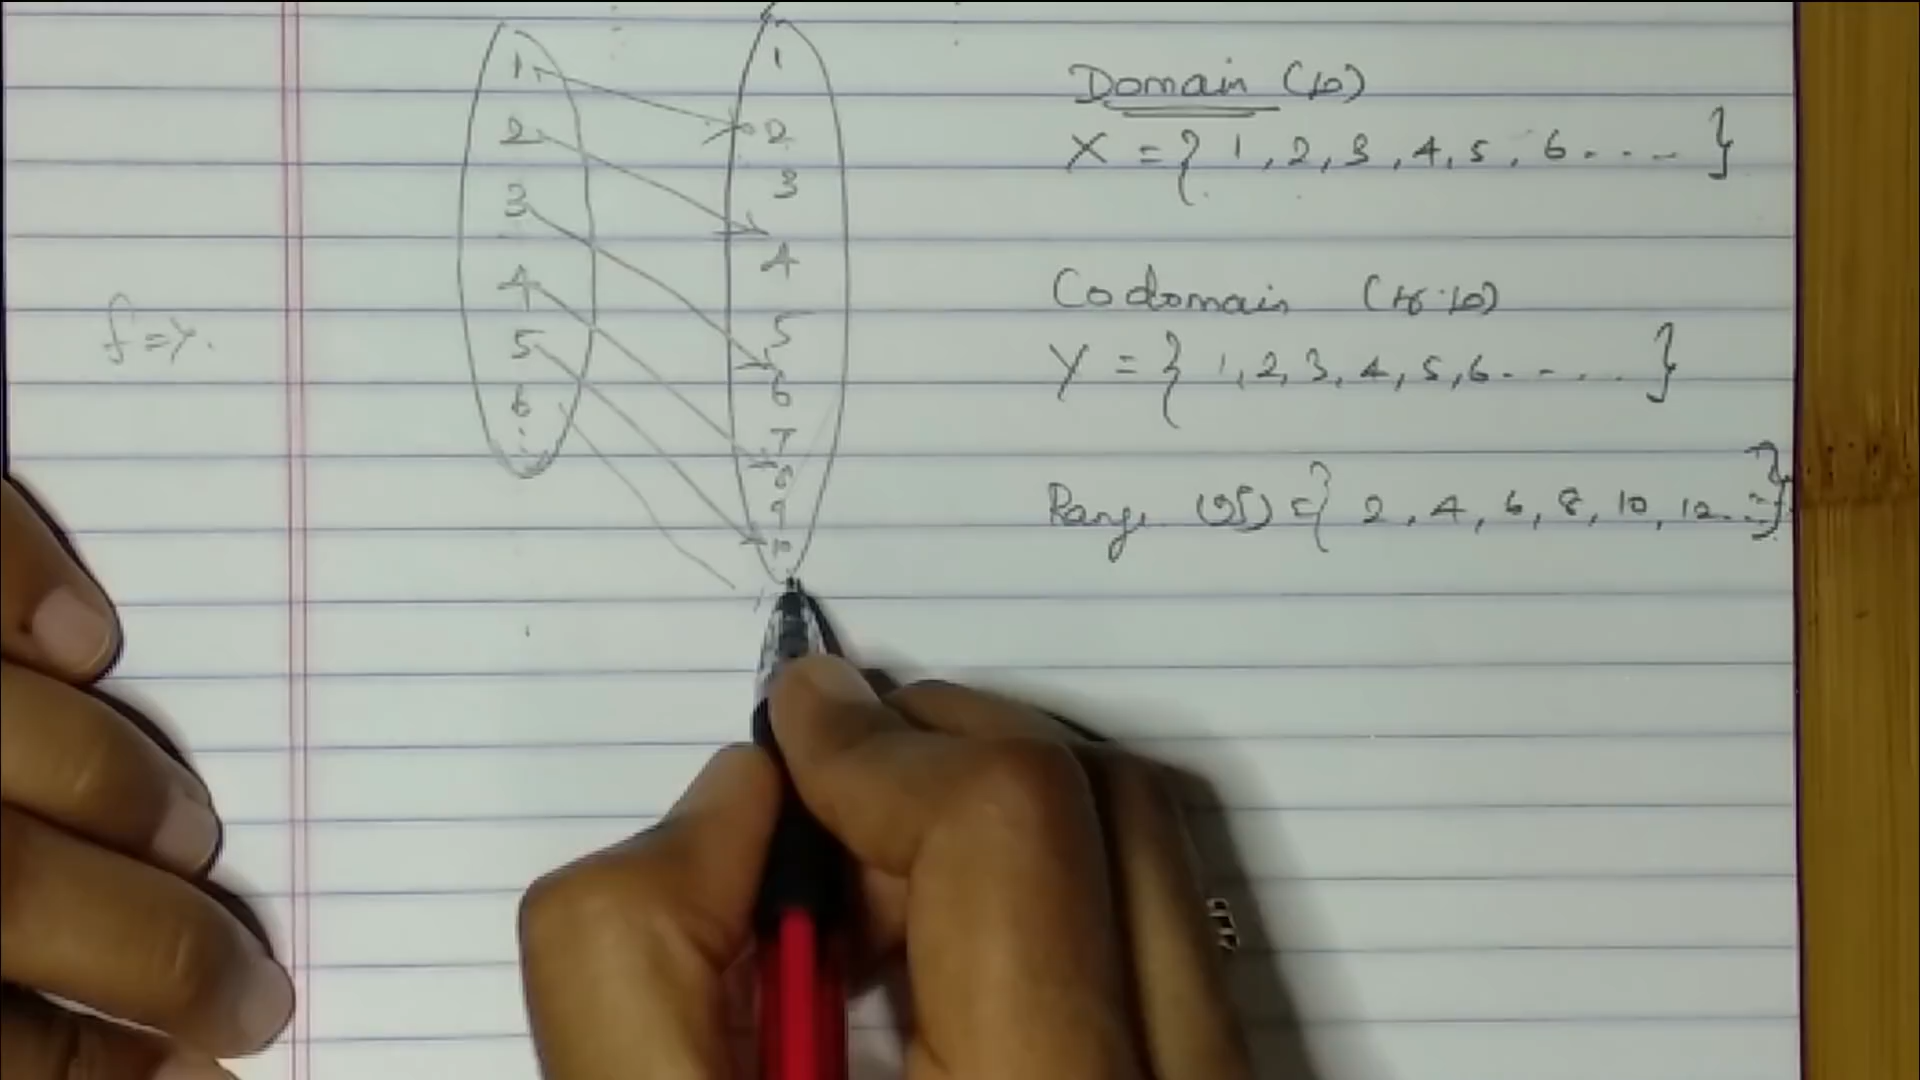 1
2
3
4
5
6
:
1
2
3
4
5
6
7
8
9
10
f = y.
Domain (D)
X = { 1, 2, 3, 4, 5, 6 .... }
Codomain
Y = { 1, 2, 3, 4, 5, 6 ..... }
Range = { 2, 4, 6, 8, 10, 12 ... }